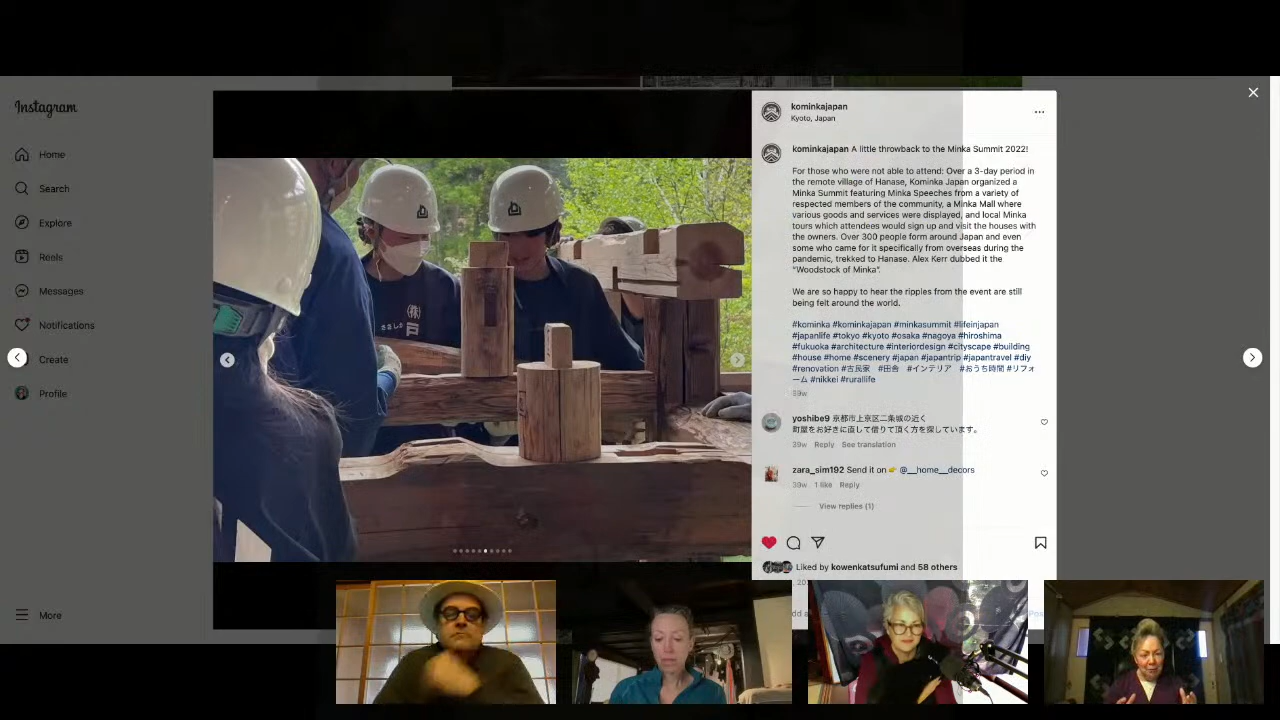 Instagram
Home
Search
Explore
Reels
Messages
Notifications
Create
Profile
More
kominkajapan
Kyoto, Japan
kominkajapan A little throwback to the Minka Summit 2022!
For those who were not able to attend: Over a 3-day period in
the remote village of Hanase, Kominka Japan organized a
Minka Summit featuring Minka Speeches from a variety of
respected members of the community, a Minka Mall where
various goods and services were displayed, and local Minka
tours which attendees would sign up and visit the houses with
the owners. Over 300 people form around Japan and even
some who came for it specifically from overseas during the
pandemic, trekked to Hanase. Alex Kerr dubbed it the
"Woodstock of Minka".
We are so happy to hear the ripples from the event are still
being felt around the world.
#kominka #kominkajapan #minkasummit #lifeinjapan
#japanlife #tokyo #kyoto #osaka #nagoya #hiroshima
#fukuoka #architecture #interiordesign #cityscape #building
#house #home #scenery #japan #japantrip #japantravel #diy
#renovation #古民家 #田舎 #インテリア #おうち時間 #リフォ
ーム #nikkei #rurallife
39w
yoshibe9 京都市上京区二条城の近く
町屋をお好きに直して借りて頂く方を探しています。
39w Reply See translation
zara_sim192 Send it on 👉 @__home__decors
39w 1 like Reply
View replies (1)
Liked by kowenkatsufumi and 58 others
(株)